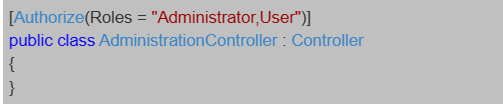 [Authorize(Roles = "Administrator,User")]
public class AdministrationController : Controller
{
}